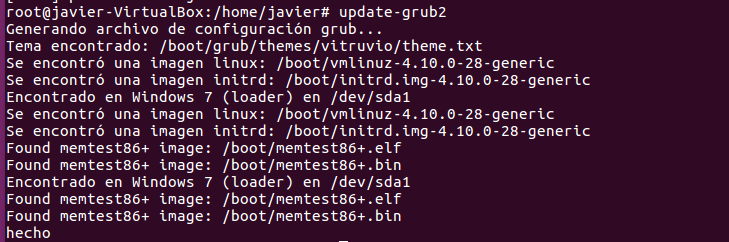 root@javier-VirtualBox:/home/javier# update-grub2
Generando archivo de configuración grub...
Tema encontrado: /boot/grub/themes/vitruvio/theme.txt
Se encontró una imagen linux: /boot/vmlinuz-4.10.0-28-generic
Se encontró una imagen initrd: /boot/initrd.img-4.10.0-28-generic
Encontrado en Windows 7 (loader) en /dev/sda1
Se encontró una imagen linux: /boot/vmlinuz-4.10.0-28-generic
Se encontró una imagen initrd: /boot/initrd.img-4.10.0-28-generic
Found memtest86+ image: /boot/memtest86+.elf
Found memtest86+ image: /boot/memtest86+.bin
Encontrado en Windows 7 (loader) en /dev/sda1
Found memtest86+ image: /boot/memtest86+.elf
Found memtest86+ image: /boot/memtest86+.bin
hecho